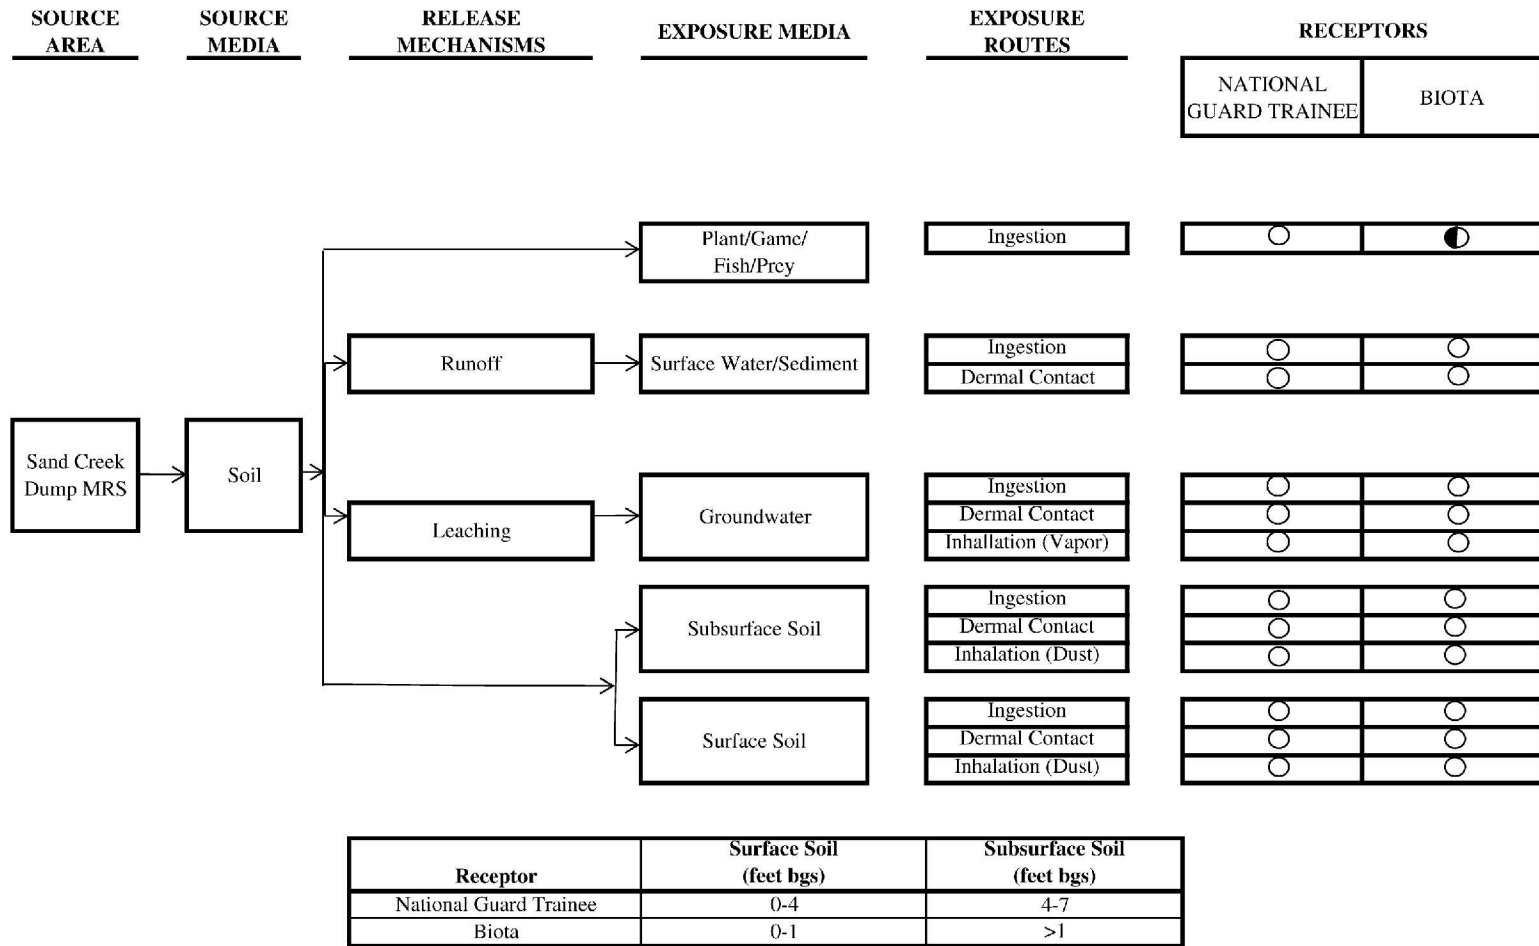 SOURCE AREA
SOURCE MEDIA
RELEASE MECHANISMS
EXPOSURE MEDIA
EXPOSURE ROUTES
RECEPTORS
NATIONAL GUARD TRAINEE
BIOTA
Plant/Game/
Fish/Prey
Ingestion
Runoff
Surface Water/Sediment
Ingestion
Dermal Contact
Sand Creek
Dump MRS
Soil
Leaching
Groundwater
Ingestion
Dermal Contact
Inhallation (Vapor)
Subsurface Soil
Ingestion
Dermal Contact
Inhalation (Dust)
Surface Soil
Ingestion
Dermal Contact
Inhalation (Dust)
Receptor Surface Soil (feet bgs) Subsurface Soil (feet bgs)
National Guard Trainee 0-4 4-7
Biota 0-1 >1